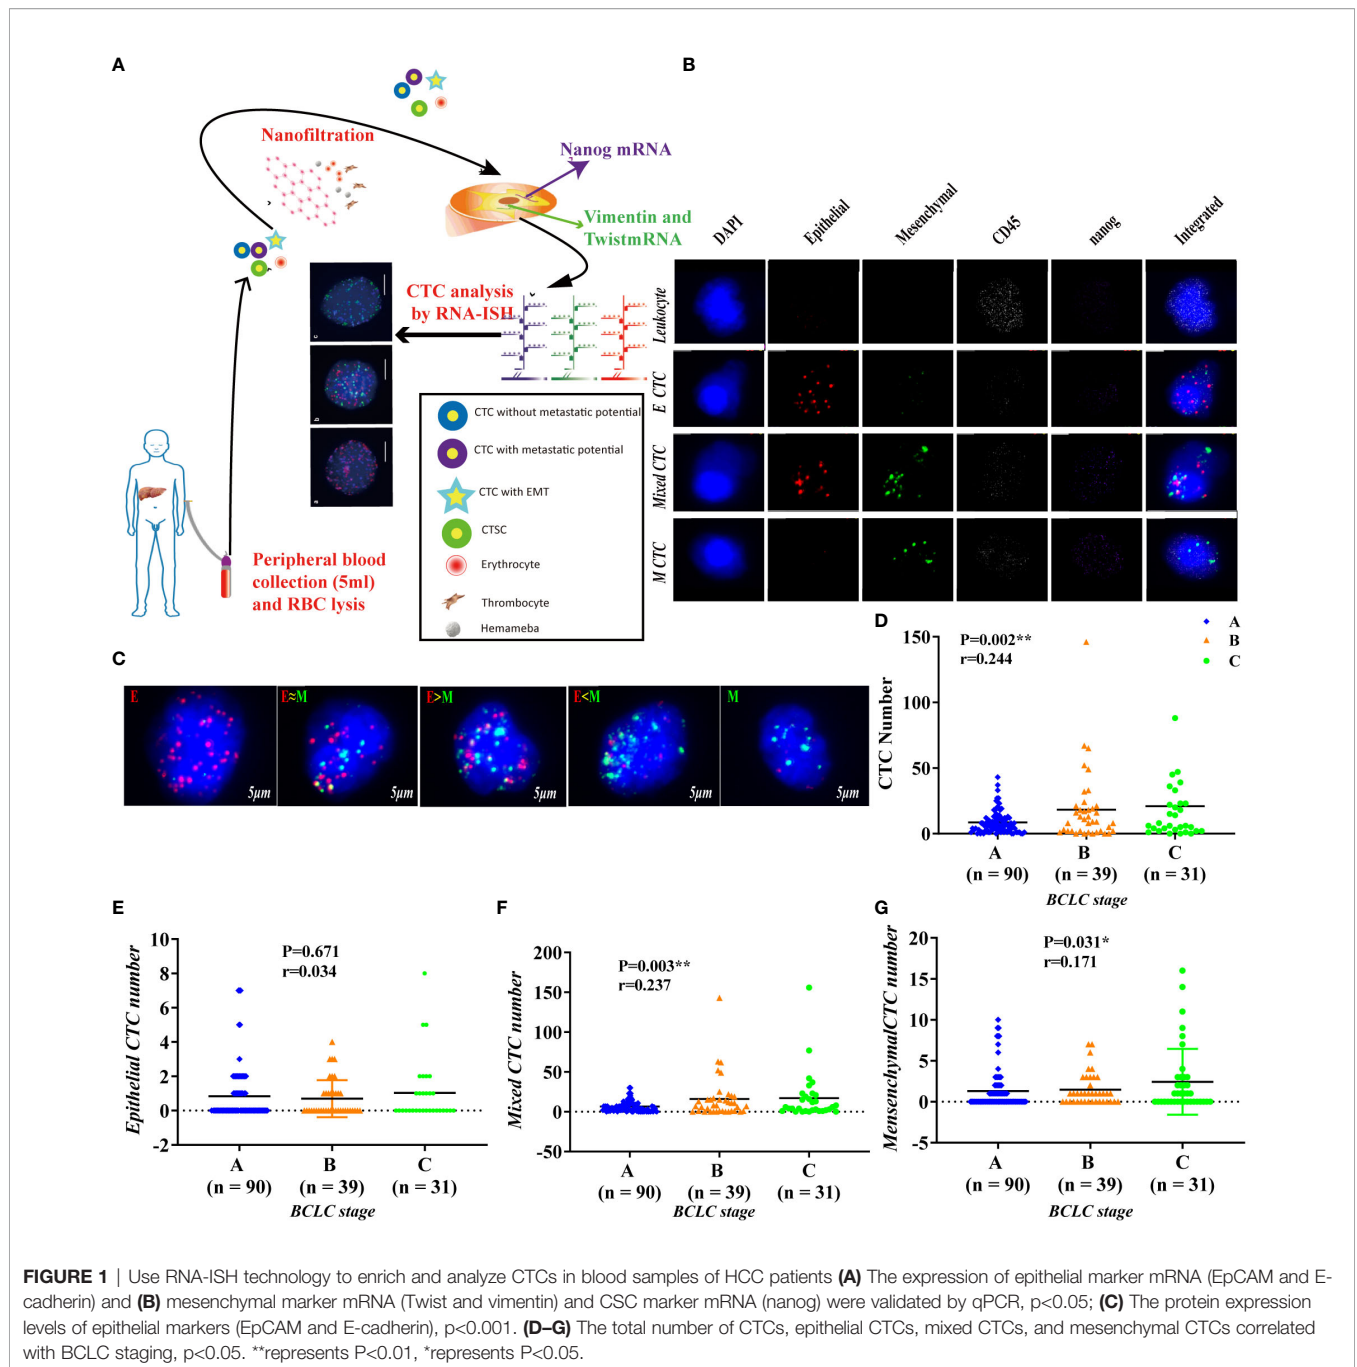 A
Nanofiltration
Nanog mRNA
Vimentin and
TwistmRNA
CTC analysis
by RNA-ISH
c
b
a
Peripheral blood
collection (5ml)
and RBC lysis
CTC without metastatic potential
CTC with metastatic potential
CTC with EMT
CTSC
Erythrocyte
Thrombocyte
Hemameba
B
DAPI
Epithelial
Mesenchymal
CD45
nanog
Integrated
Leukocyte
E CTC
Mixed CTC
M CTC
C
E
E≈M
E>M
E<M
M
5µm
5µm
5µm
5µm
5µm
D
P=0.002**
r=0.244
A
B
C
CTC Number
150
100
50
0
A
B
C
(n = 90)
(n = 39)
(n = 31)
BCLC stage
E
P=0.671
r=0.034
Epithelial CTC number
10
8
6
4
2
0
-2
A
B
C
(n = 90)
(n = 39)
(n = 31)
BCLC stage
F
P=0.003**
r=0.237
Mixed CTC number
200
150
100
50
0
-50
A
B
C
(n = 90)
(n = 39)
(n = 31)
BCLC stage
G
P=0.031*
r=0.171
MensenchymalCTC number
20
15
10
5
0
-5
A
B
C
(n = 90)
(n = 39)
(n = 31)
BCLC stage
FIGURE 1 | Use RNA-ISH technology to enrich and analyze CTCs in blood samples of HCC patients (A) The expression of epithelial marker mRNA (EpCAM and E-
cadherin) and (B) mesenchymal marker mRNA (Twist and vimentin) and CSC marker mRNA (nanog) were validated by qPCR, p<0.05; (C) The protein expression
levels of epithelial markers (EpCAM and E-cadherin), p<0.001. (D–G) The total number of CTCs, epithelial CTCs, mixed CTCs, and mesenchymal CTCs correlated
with BCLC staging, p<0.05. **represents P<0.01, *represents P<0.05.